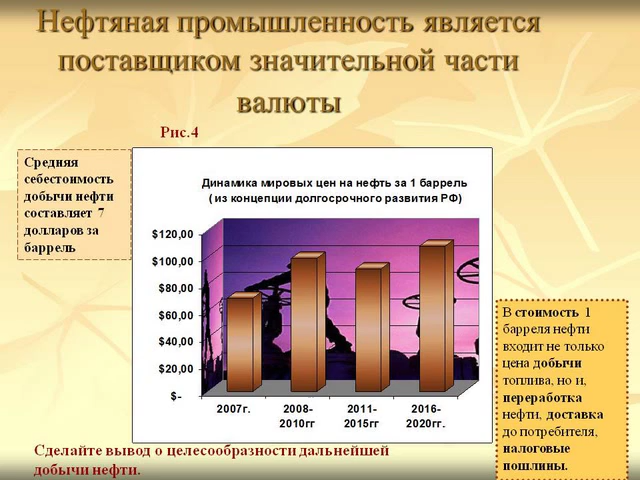 Нефтяная промышленность является
поставщиком значительной части
валюты
Рис.4
Средняя
себестоимость
добычи нефти
составляет 7
долларов за
баррель
Динамика мировых цен на нефть за 1 баррель
( из концепции долгосрочного развития РФ)
$120,00
$100,00
$80,00
$60,00
$40,00
$20,00
$-
2007г.
2008-
2010гг
2011-
2015гг
2016-
2020гг.
В стоимость 1
барреля нефти
входит не только
цена добычи
топлива, но и,
переработка
нефти, доставка
до потребителя,
налоговые
пошлины.
Сделайте вывод о целесообразности дальнейшей
добычи нефти.